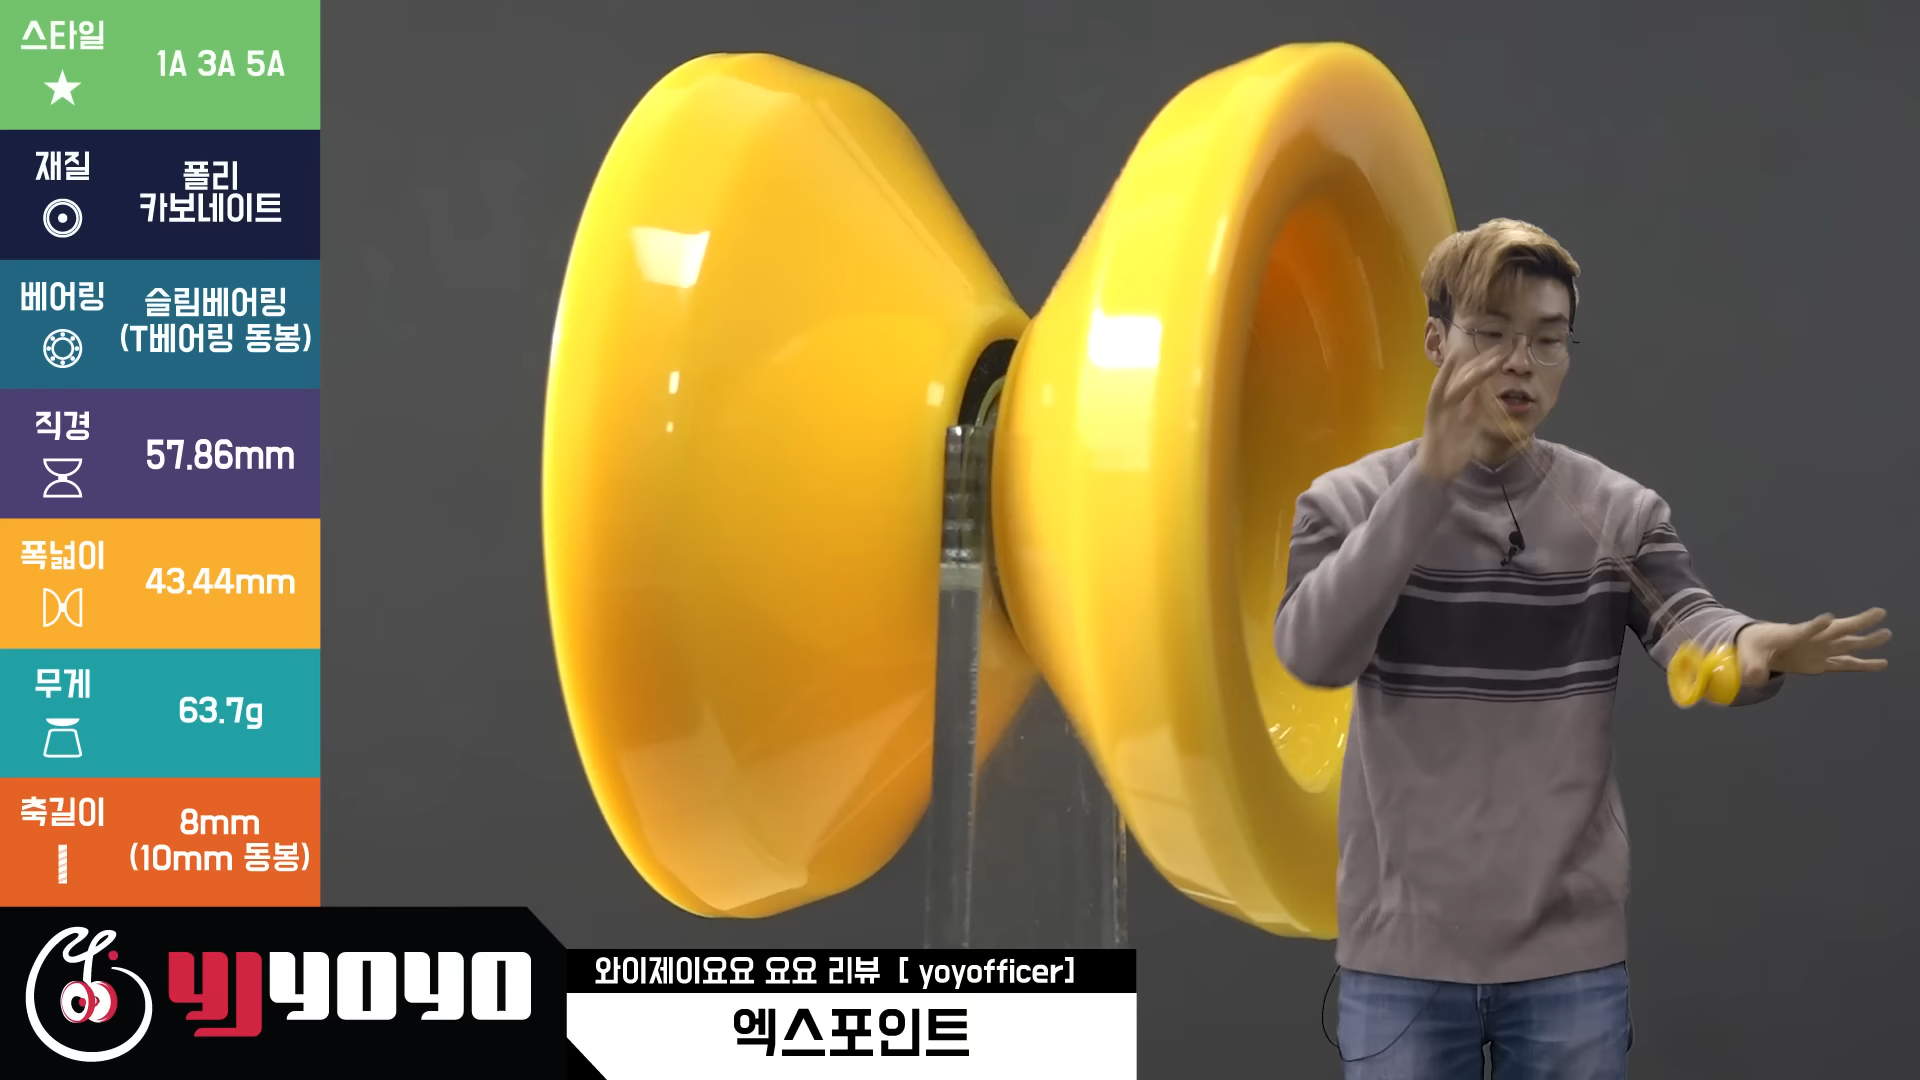 스타일
1A 3A 5A
재질
폴리
카보네이트
베어링
슬림베어링
(T베어링 동봉)
직경
57.86mm
폭넓이
43.44mm
무게
63.7g
축길이
8mm
(10mm 동봉)
yjyoyo
와이제이요요 요요 리뷰 [ yoyofficer]
엑스포인트